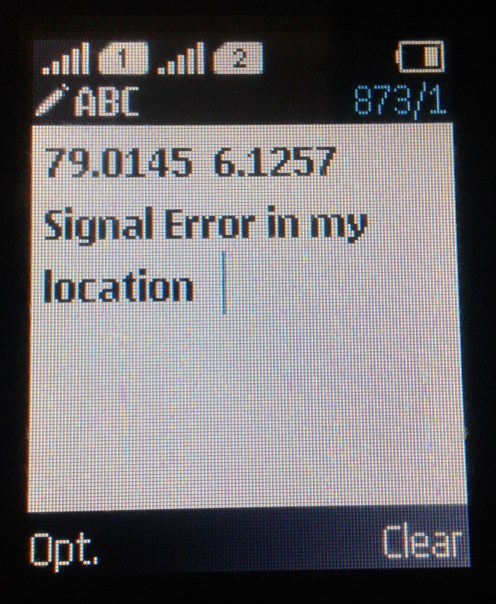 1 2
ABC 873/1
79.0145 6.1257
Signal Error in my
location
Opt. Clear